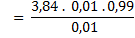 = 3,84 . 0,01 . 0,99
0,01